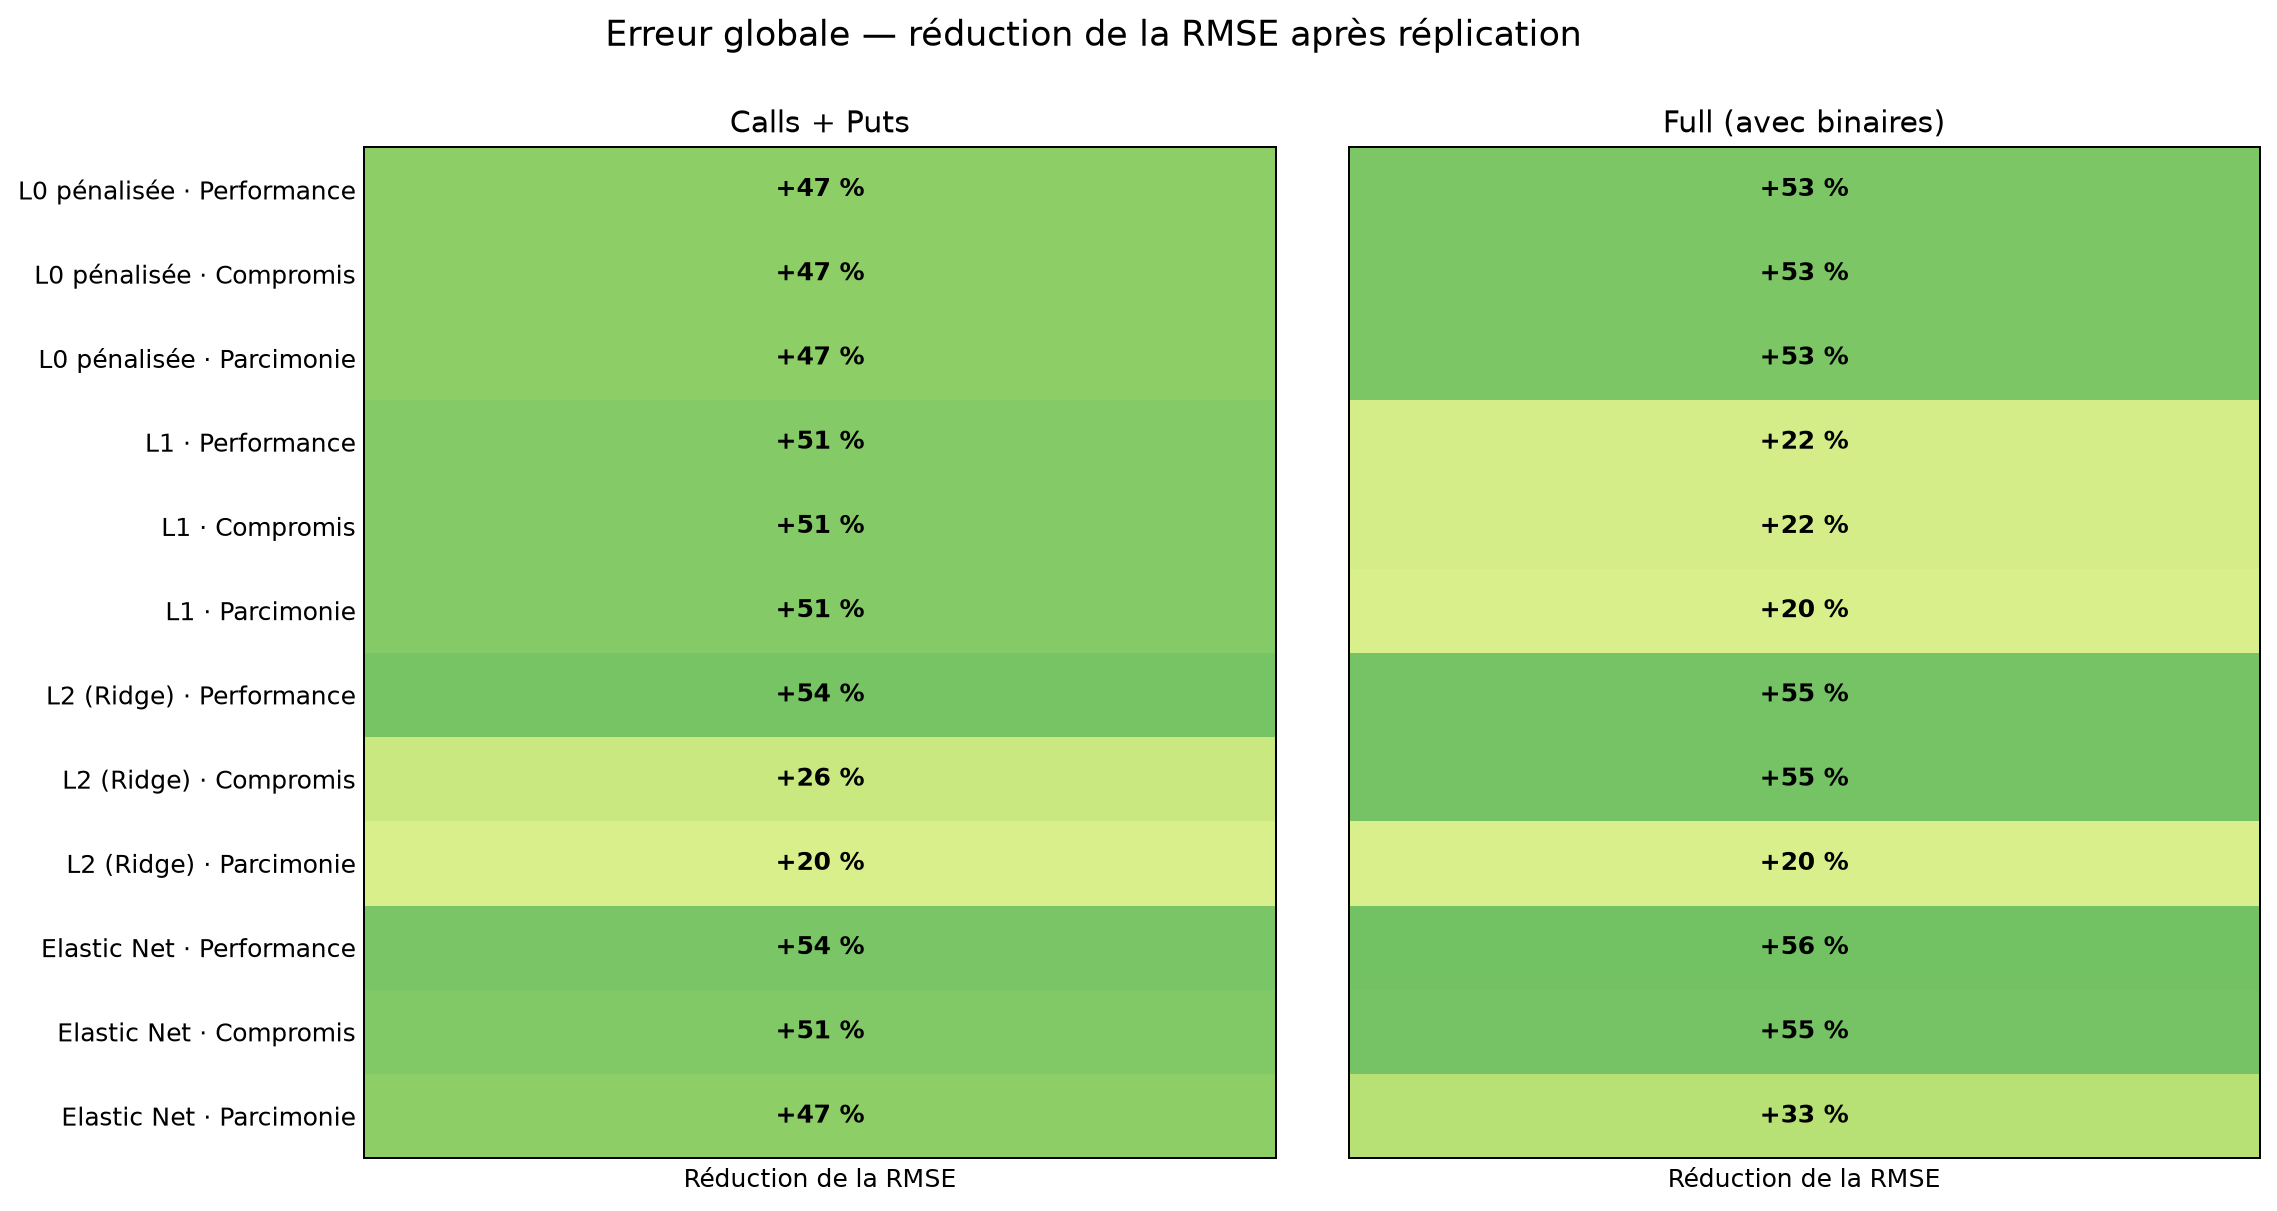 Erreur globale — réduction de la RMSE après réplication
Calls + Puts Full (avec binaires)
L0 pénalisée · Performance +47 % +53 %
L0 pénalisée · Compromis +47 % +53 %
L0 pénalisée · Parcimonie +47 % +53 %
L1 · Performance +51 % +22 %
L1 · Compromis +51 % +22 %
L1 · Parcimonie +51 % +20 %
L2 (Ridge) · Performance +54 % +55 %
L2 (Ridge) · Compromis +26 % +55 %
L2 (Ridge) · Parcimonie +20 % +20 %
Elastic Net · Performance +54 % +56 %
Elastic Net · Compromis +51 % +55 %
Elastic Net · Parcimonie +47 % +33 %
Réduction de la RMSE Réduction de la RMSE